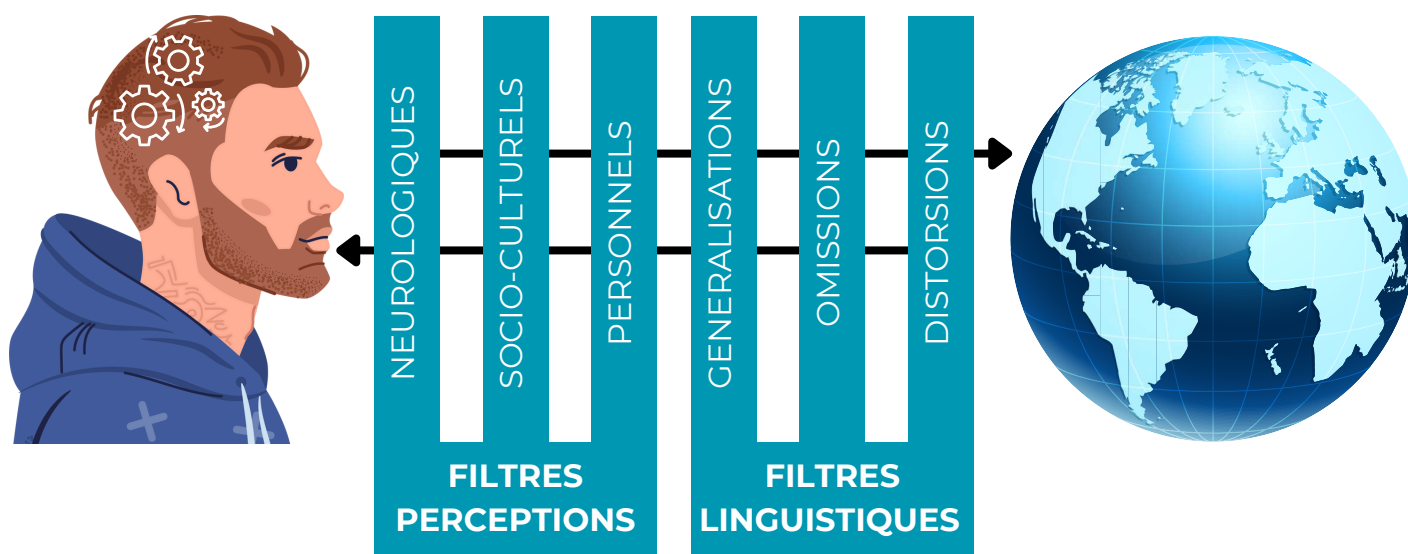 NEUROLOGIQUES
SOCIO-CULTURELS
PERSONNELS
GENERALISATIONS
OMISSIONS
DISTORSIONS
FILTRES
PERCEPTIONS
FILTRES
LINGUISTIQUES